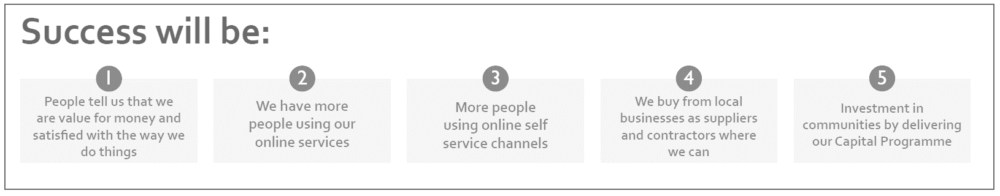 Success will be:
1
People tell us that we
are value for money and
satisfied with the way we
do things
2
We have more
people using our
online services
3
More people
using online self
service channels
4
We buy from local
businesses as suppliers
and contractors where
we can
5
Investment in
communities by delivering
our Capital Programme